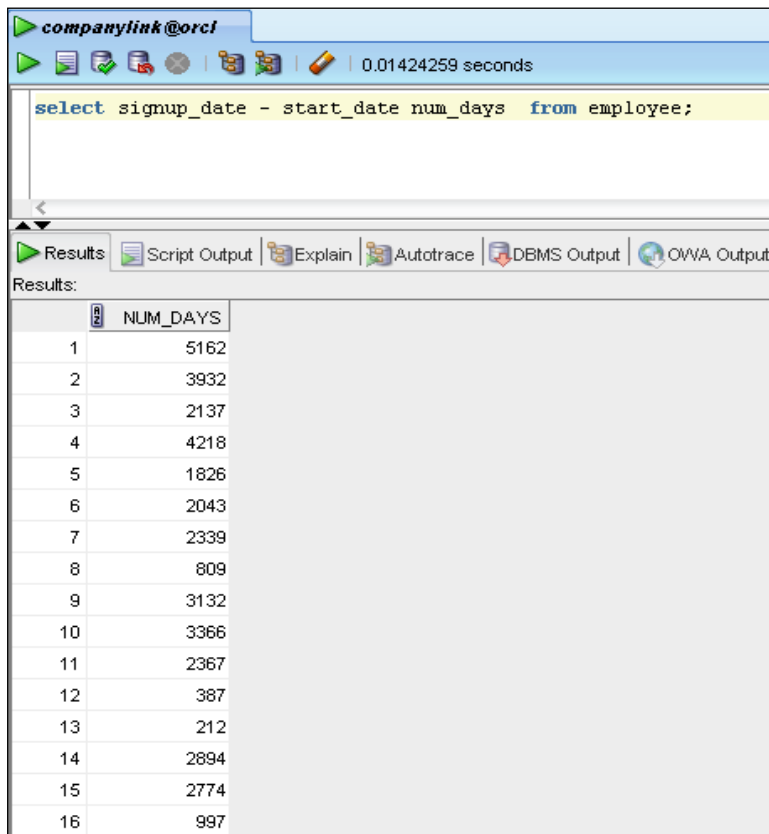 companylink@orcl
0.01424259 seconds
select signup_date - start_date num_days  from employee;
Results Script Output Explain Autotrace DBMS Output OWA Output
Results:
NUM_DAYS
1 5162
2 3932
3 2137
4 4218
5 1826
6 2043
7 2339
8 809
9 3132
10 3366
11 2367
12 387
13 212
14 2894
15 2774
16 997